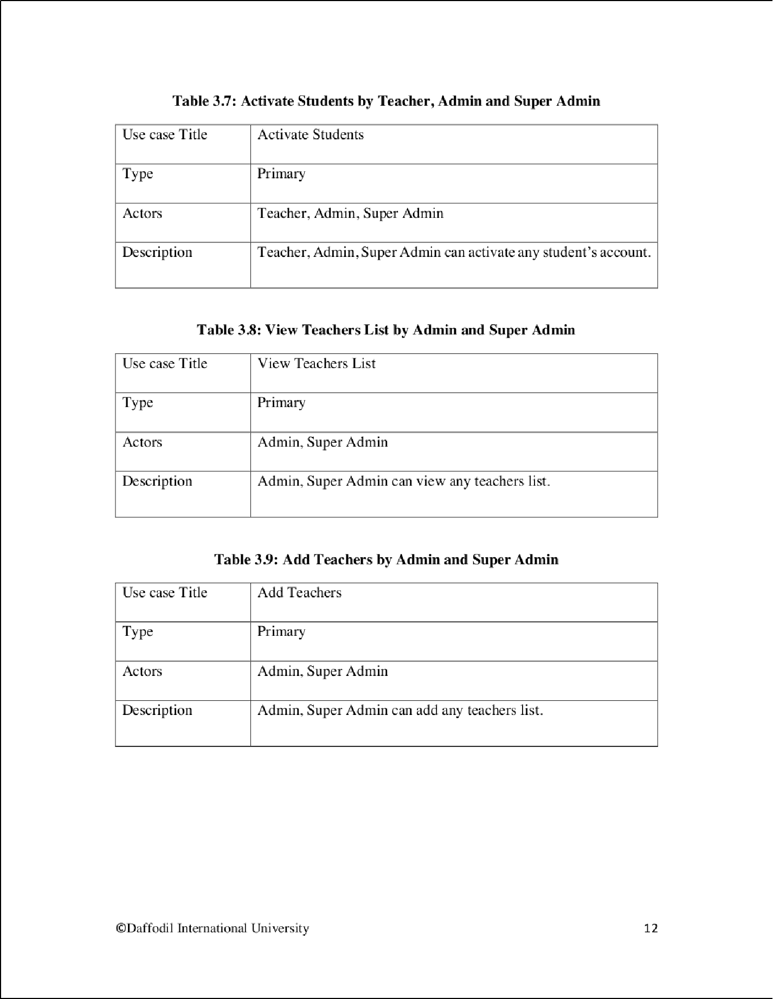 Table 3.7: Activate Students by Teacher, Admin and Super Admin
Use case Title Activate Students
Type Primary
Actors Teacher, Admin, Super Admin
Description Teacher, Admin, Super Admin can activate any student’s account.
Table 3.8: View Teachers List by Admin and Super Admin
Use case Title View Teachers List
Type Primary
Actors Admin, Super Admin
Description Admin, Super Admin can view any teachers list.
Table 3.9: Add Teachers by Admin and Super Admin
Use case Title Add Teachers
Type Primary
Actors Admin, Super Admin
Description Admin, Super Admin can add any teachers list.
©Daffodil International University 12